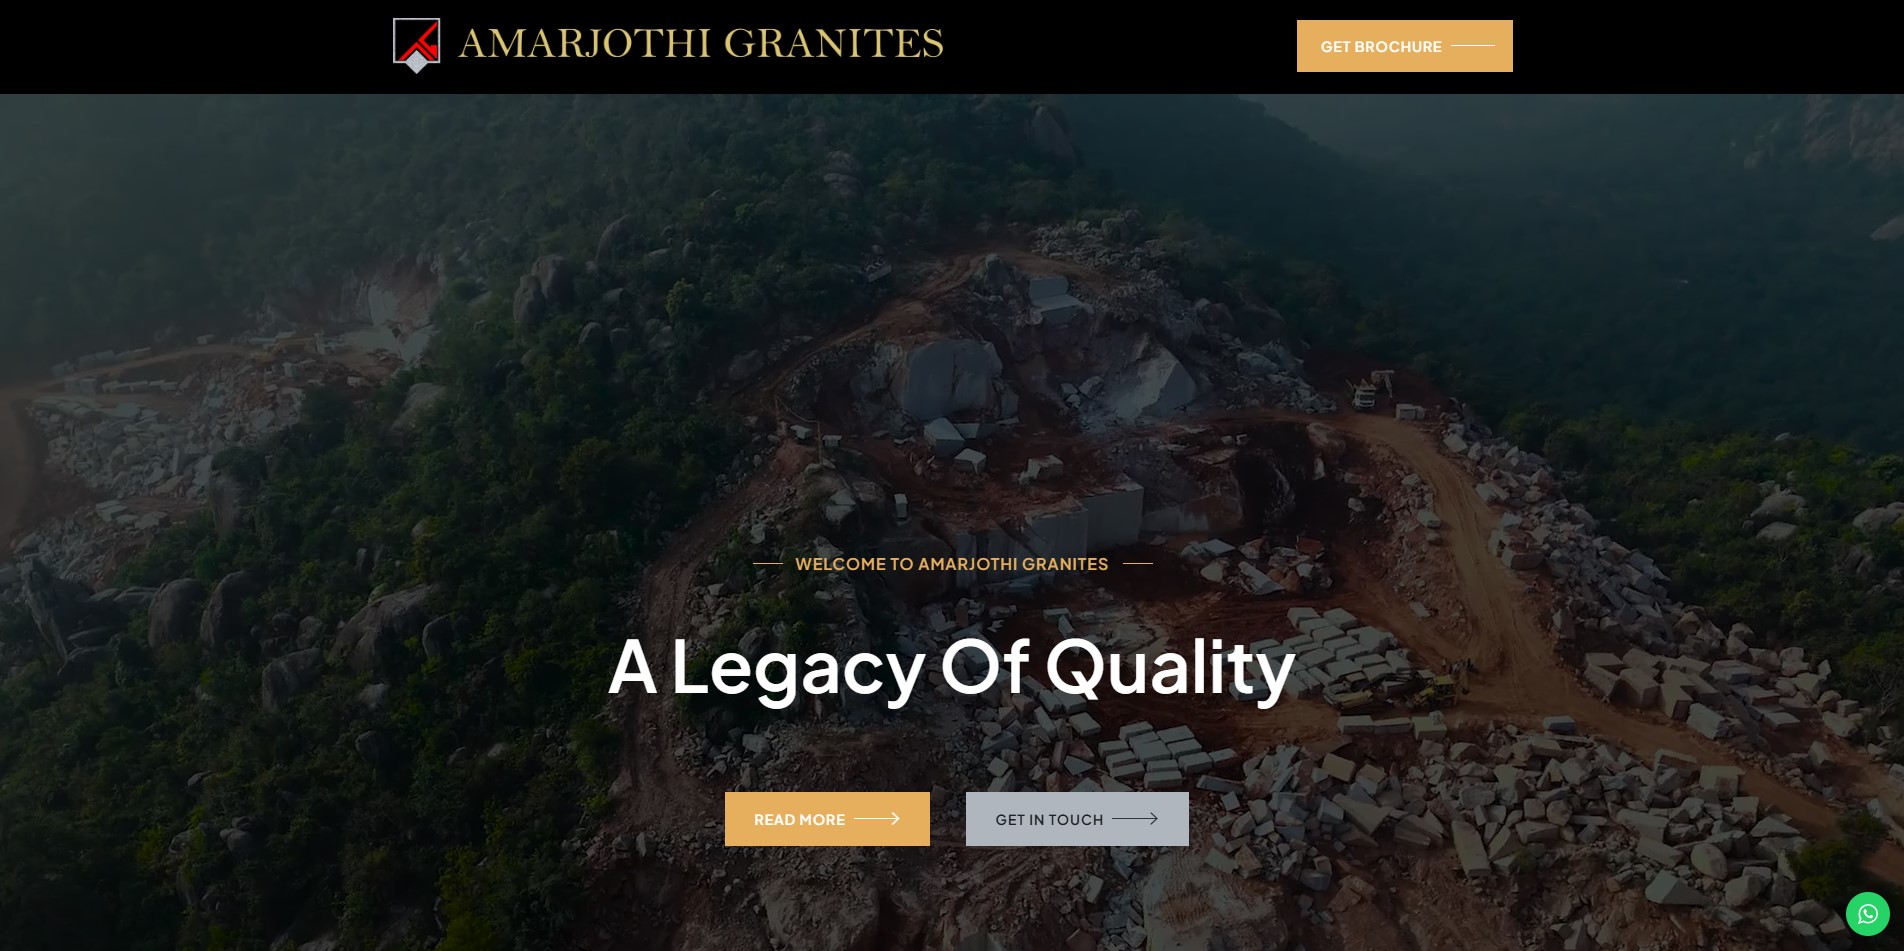 AMARJOTHI GRANITES
GET BROCHURE
WELCOME TO AMARJOTHI GRANITES
A Legacy Of Quality
READ MORE
GET IN TOUCH